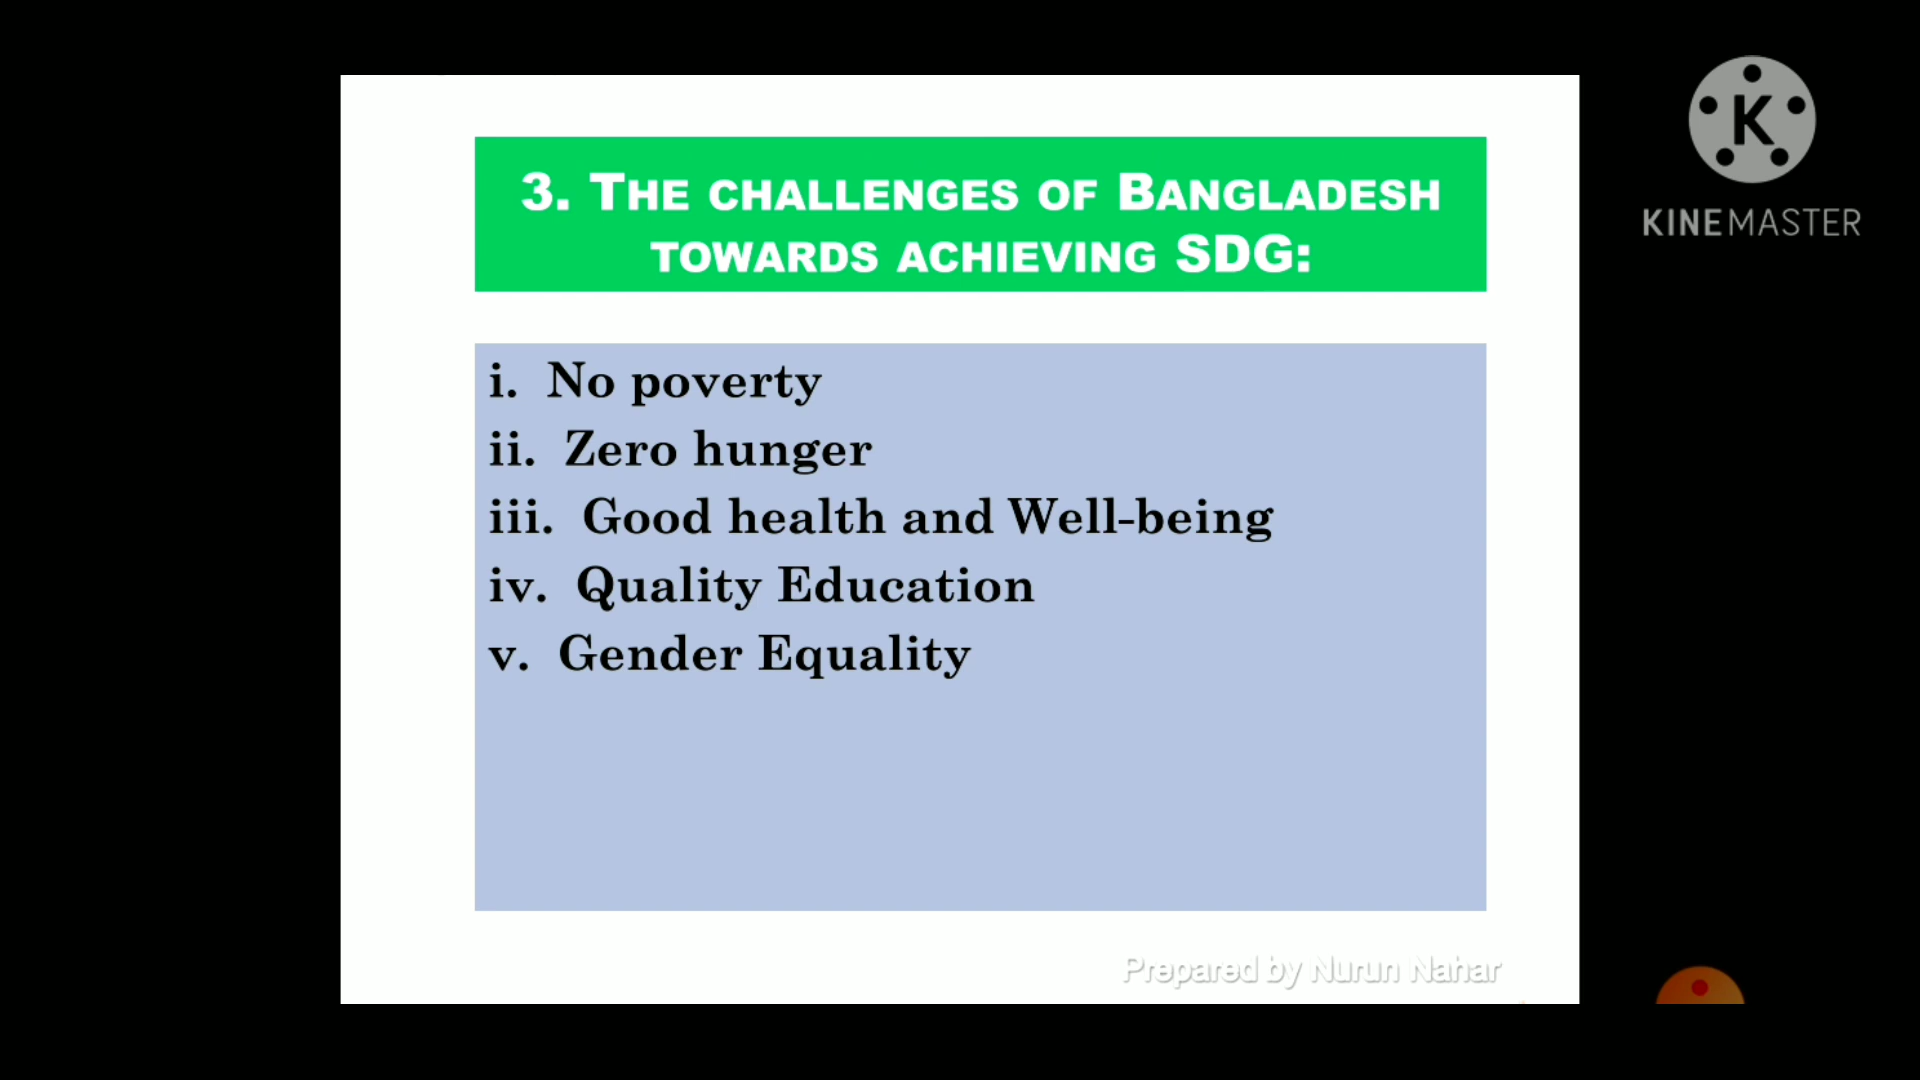 3. THE CHALLENGES OF BANGLADESH
TOWARDS ACHIEVING SDG:
i. No poverty
ii. Zero hunger
iii. Good health and Well-being
iv. Quality Education
v. Gender Equality
Prepared by Nurun Nahar
K
KINEMASTER